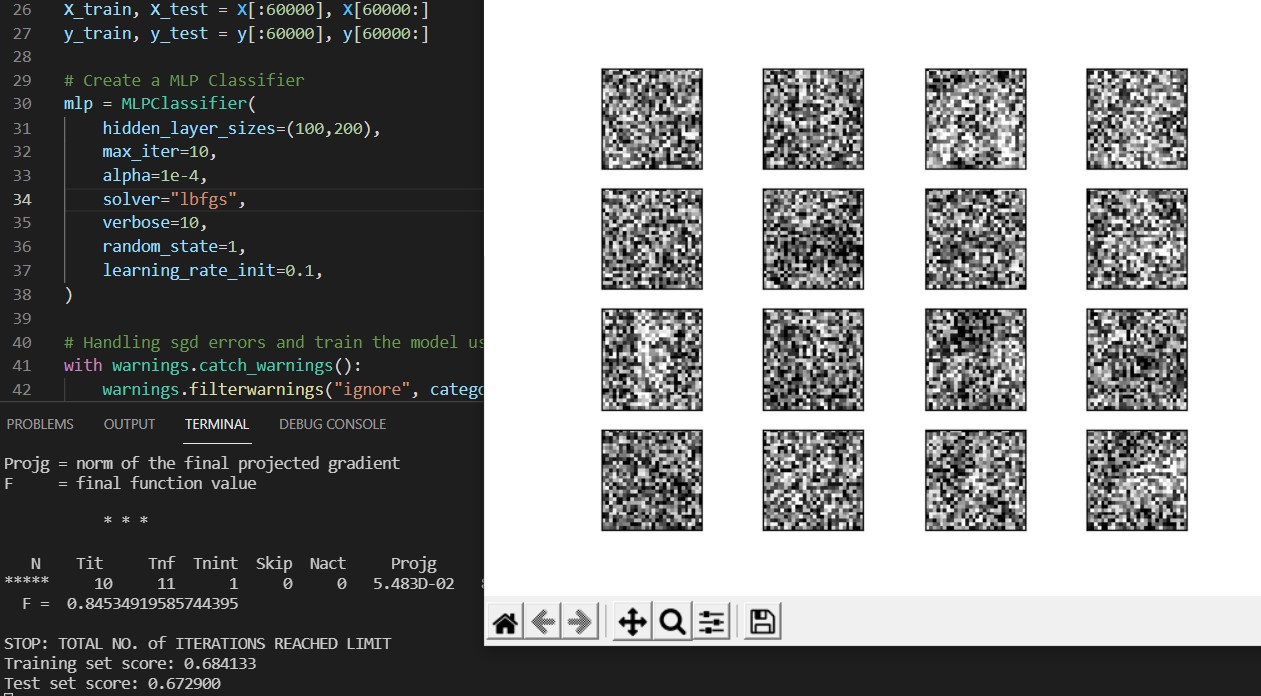 26 X_train, X_test = X[:60000], X[60000:]
27 y_train, y_test = y[:60000], y[60000:]
28
29 # Create a MLP Classifier
30 mlp = MLPClassifier(
31 hidden_layer_sizes=(100,200),
32 max_iter=10,
33 alpha=1e-4,
34 solver="lbfgs",
35 verbose=10,
36 random_state=1,
37 learning_rate_init=0.1,
38 )
39
40 # Handling sgd errors and train the model us
41 with warnings.catch_warnings():
42 warnings.filterwarnings("ignore", catego
PROBLEMS OUTPUT TERMINAL DEBUG CONSOLE
Projg = norm of the final projected gradient
F = final function value
* * *
N Tit Tnf Tnint Skip Nact Projg
***** 10 11 1 0 0 5.483D-02
F = 0.84534919585744395
STOP: TOTAL NO. of ITERATIONS REACHED LIMIT
Training set score: 0.684133
Test set score: 0.672900